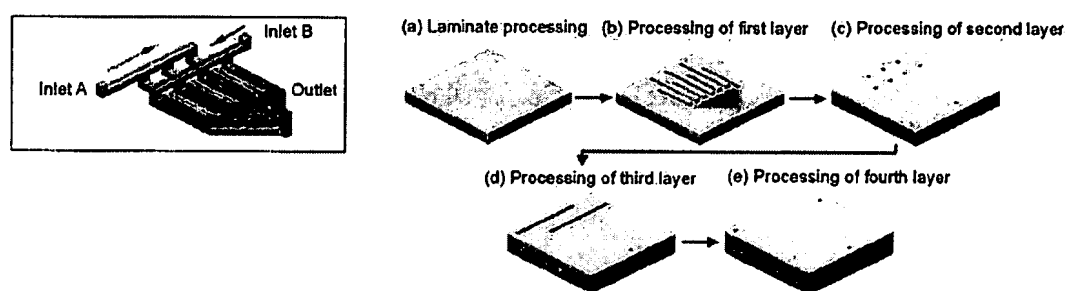 Inlet B
Inlet A
Outlet
(a) Laminate processing
(b) Processing of first layer
(c) Processing of second layer
(d) Processing of third layer
(e) Processing of fourth layer